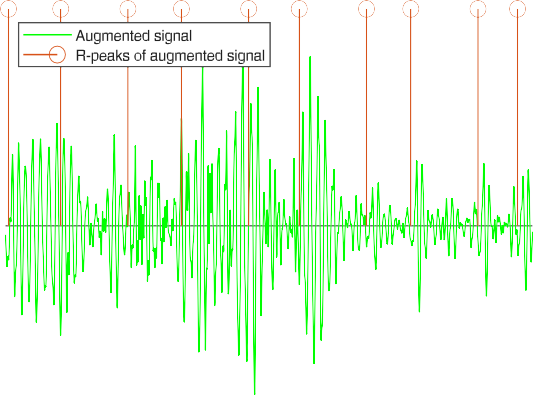 Augmented signal
R-peaks of augmented signal